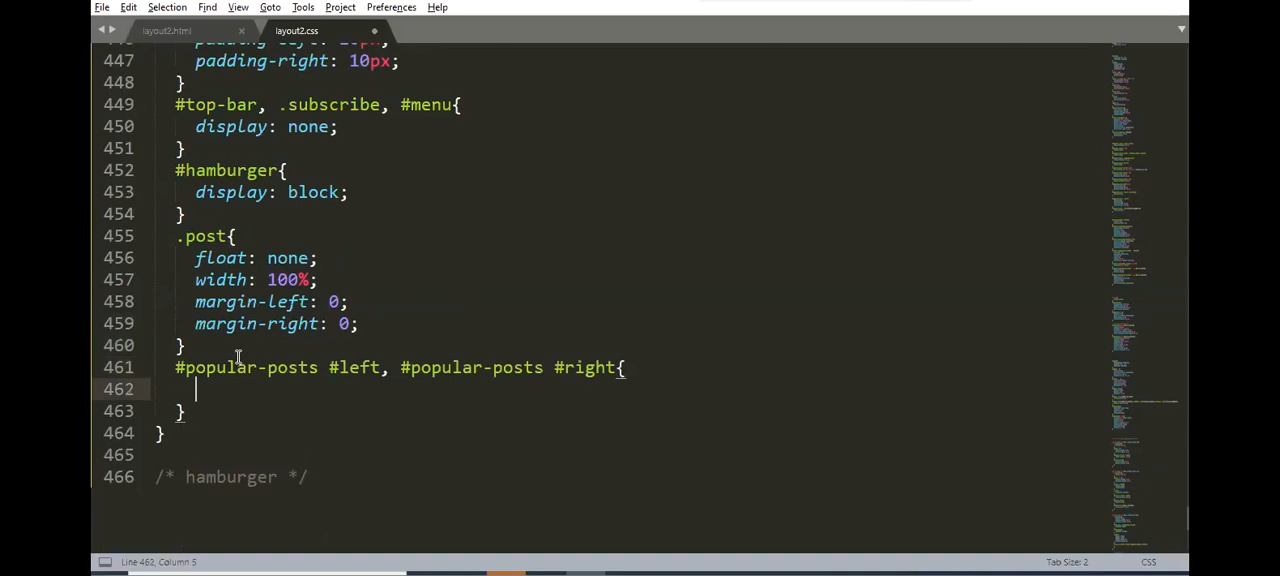 File Edit Selection Find View Goto Tools Project Preferences Help
layout2.html layout2.css
447 padding-right: 10px;
448 }
449 #top-bar, .subscribe, #menu{
450 display: none;
451 }
452 #hamburger{
453 display: block;
454 }
455 .post{
456 float: none;
457 width: 100%;
458 margin-left: 0;
459 margin-right: 0;
460 }
461 #popular-posts #left, #popular-posts #right{
462
463 }
464 }
465
466 /* hamburger */
Line 462, Column 5 Tab Size: 2 CSS